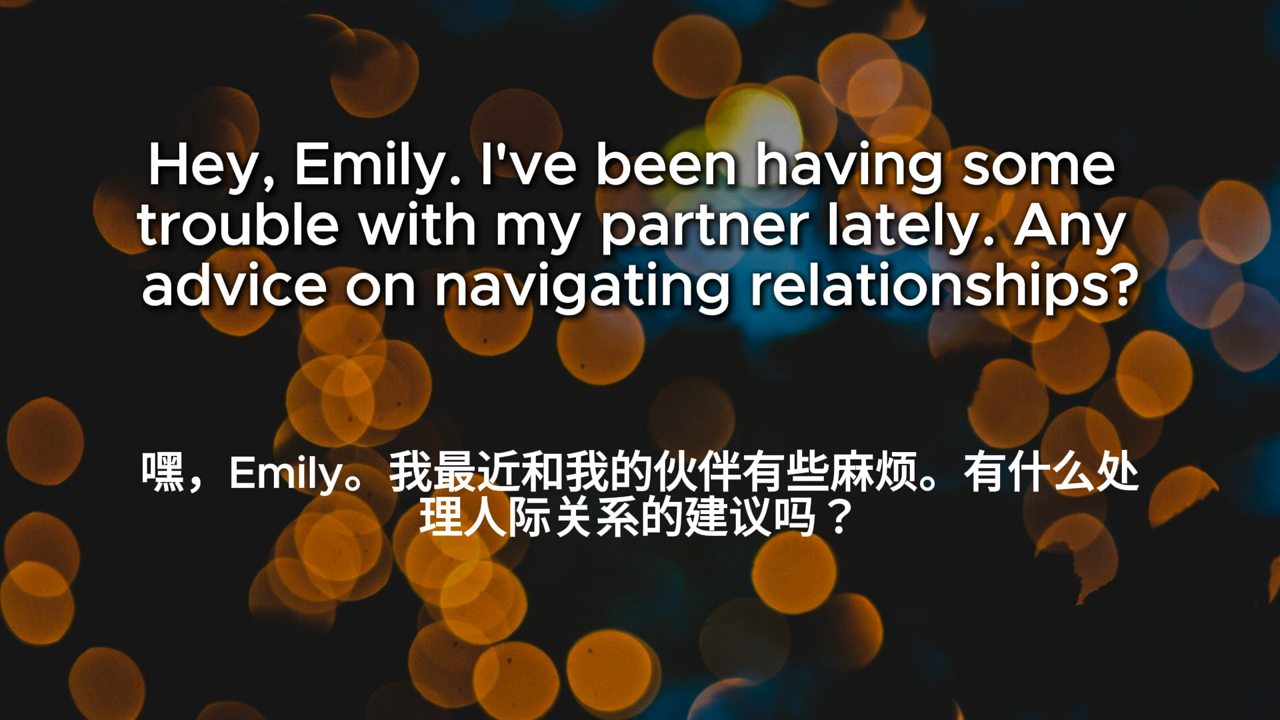 Hey, Emily. I've been having some
trouble with my partner lately. Any
advice on navigating relationships?
嘿，Emily。我最近和我的伙伴有些麻烦。有什么处
理人际关系的建议吗？